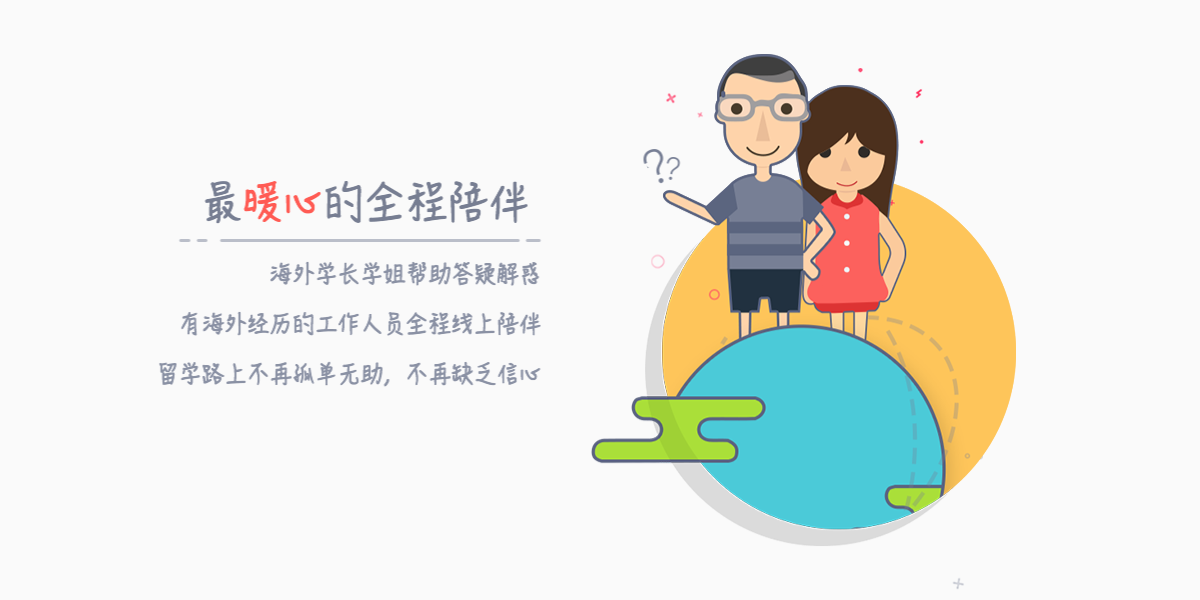 最暖心的全程陪伴
??
海外学长学姐帮助答疑解惑
有海外经历的工作人员全程线上陪伴
留学路上不再孤单无助，不再缺乏信心